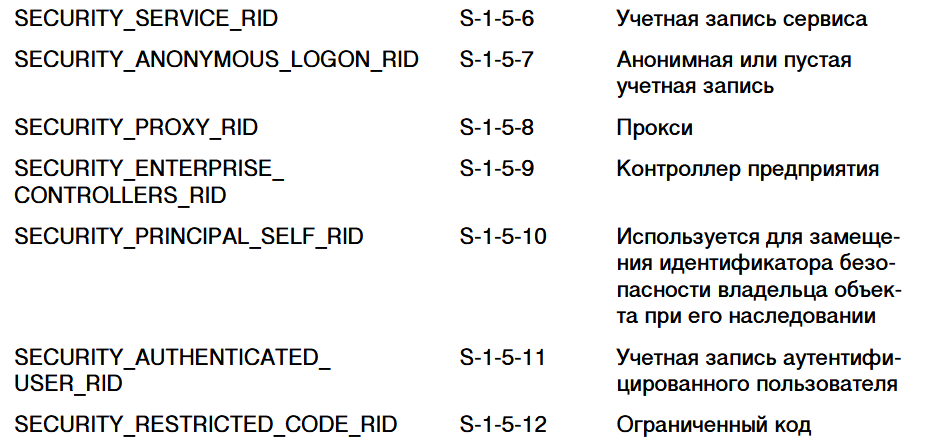 SECURITY_SERVICE_RID S-1-5-6 Учетная запись сервиса
SECURITY_ANONYMOUS_LOGON_RID S-1-5-7 Анонимная или пустая
учетная запись
SECURITY_PROXY_RID S-1-5-8 Прокси
SECURITY_ENTERPRISE_ S-1-5-9 Контроллер предприятия
CONTROLLERS_RID
SECURITY_PRINCIPAL_SELF_RID S-1-5-10 Используется для замеще-
ния идентификатора безо-
пасности владельца объек-
та при его наследовании
SECURITY_AUTHENTICATED_ S-1-5-11 Учетная запись аутентифи-
USER_RID цированного пользователя
SECURITY_RESTRICTED_CODE_RID S-1-5-12 Ограниченный код